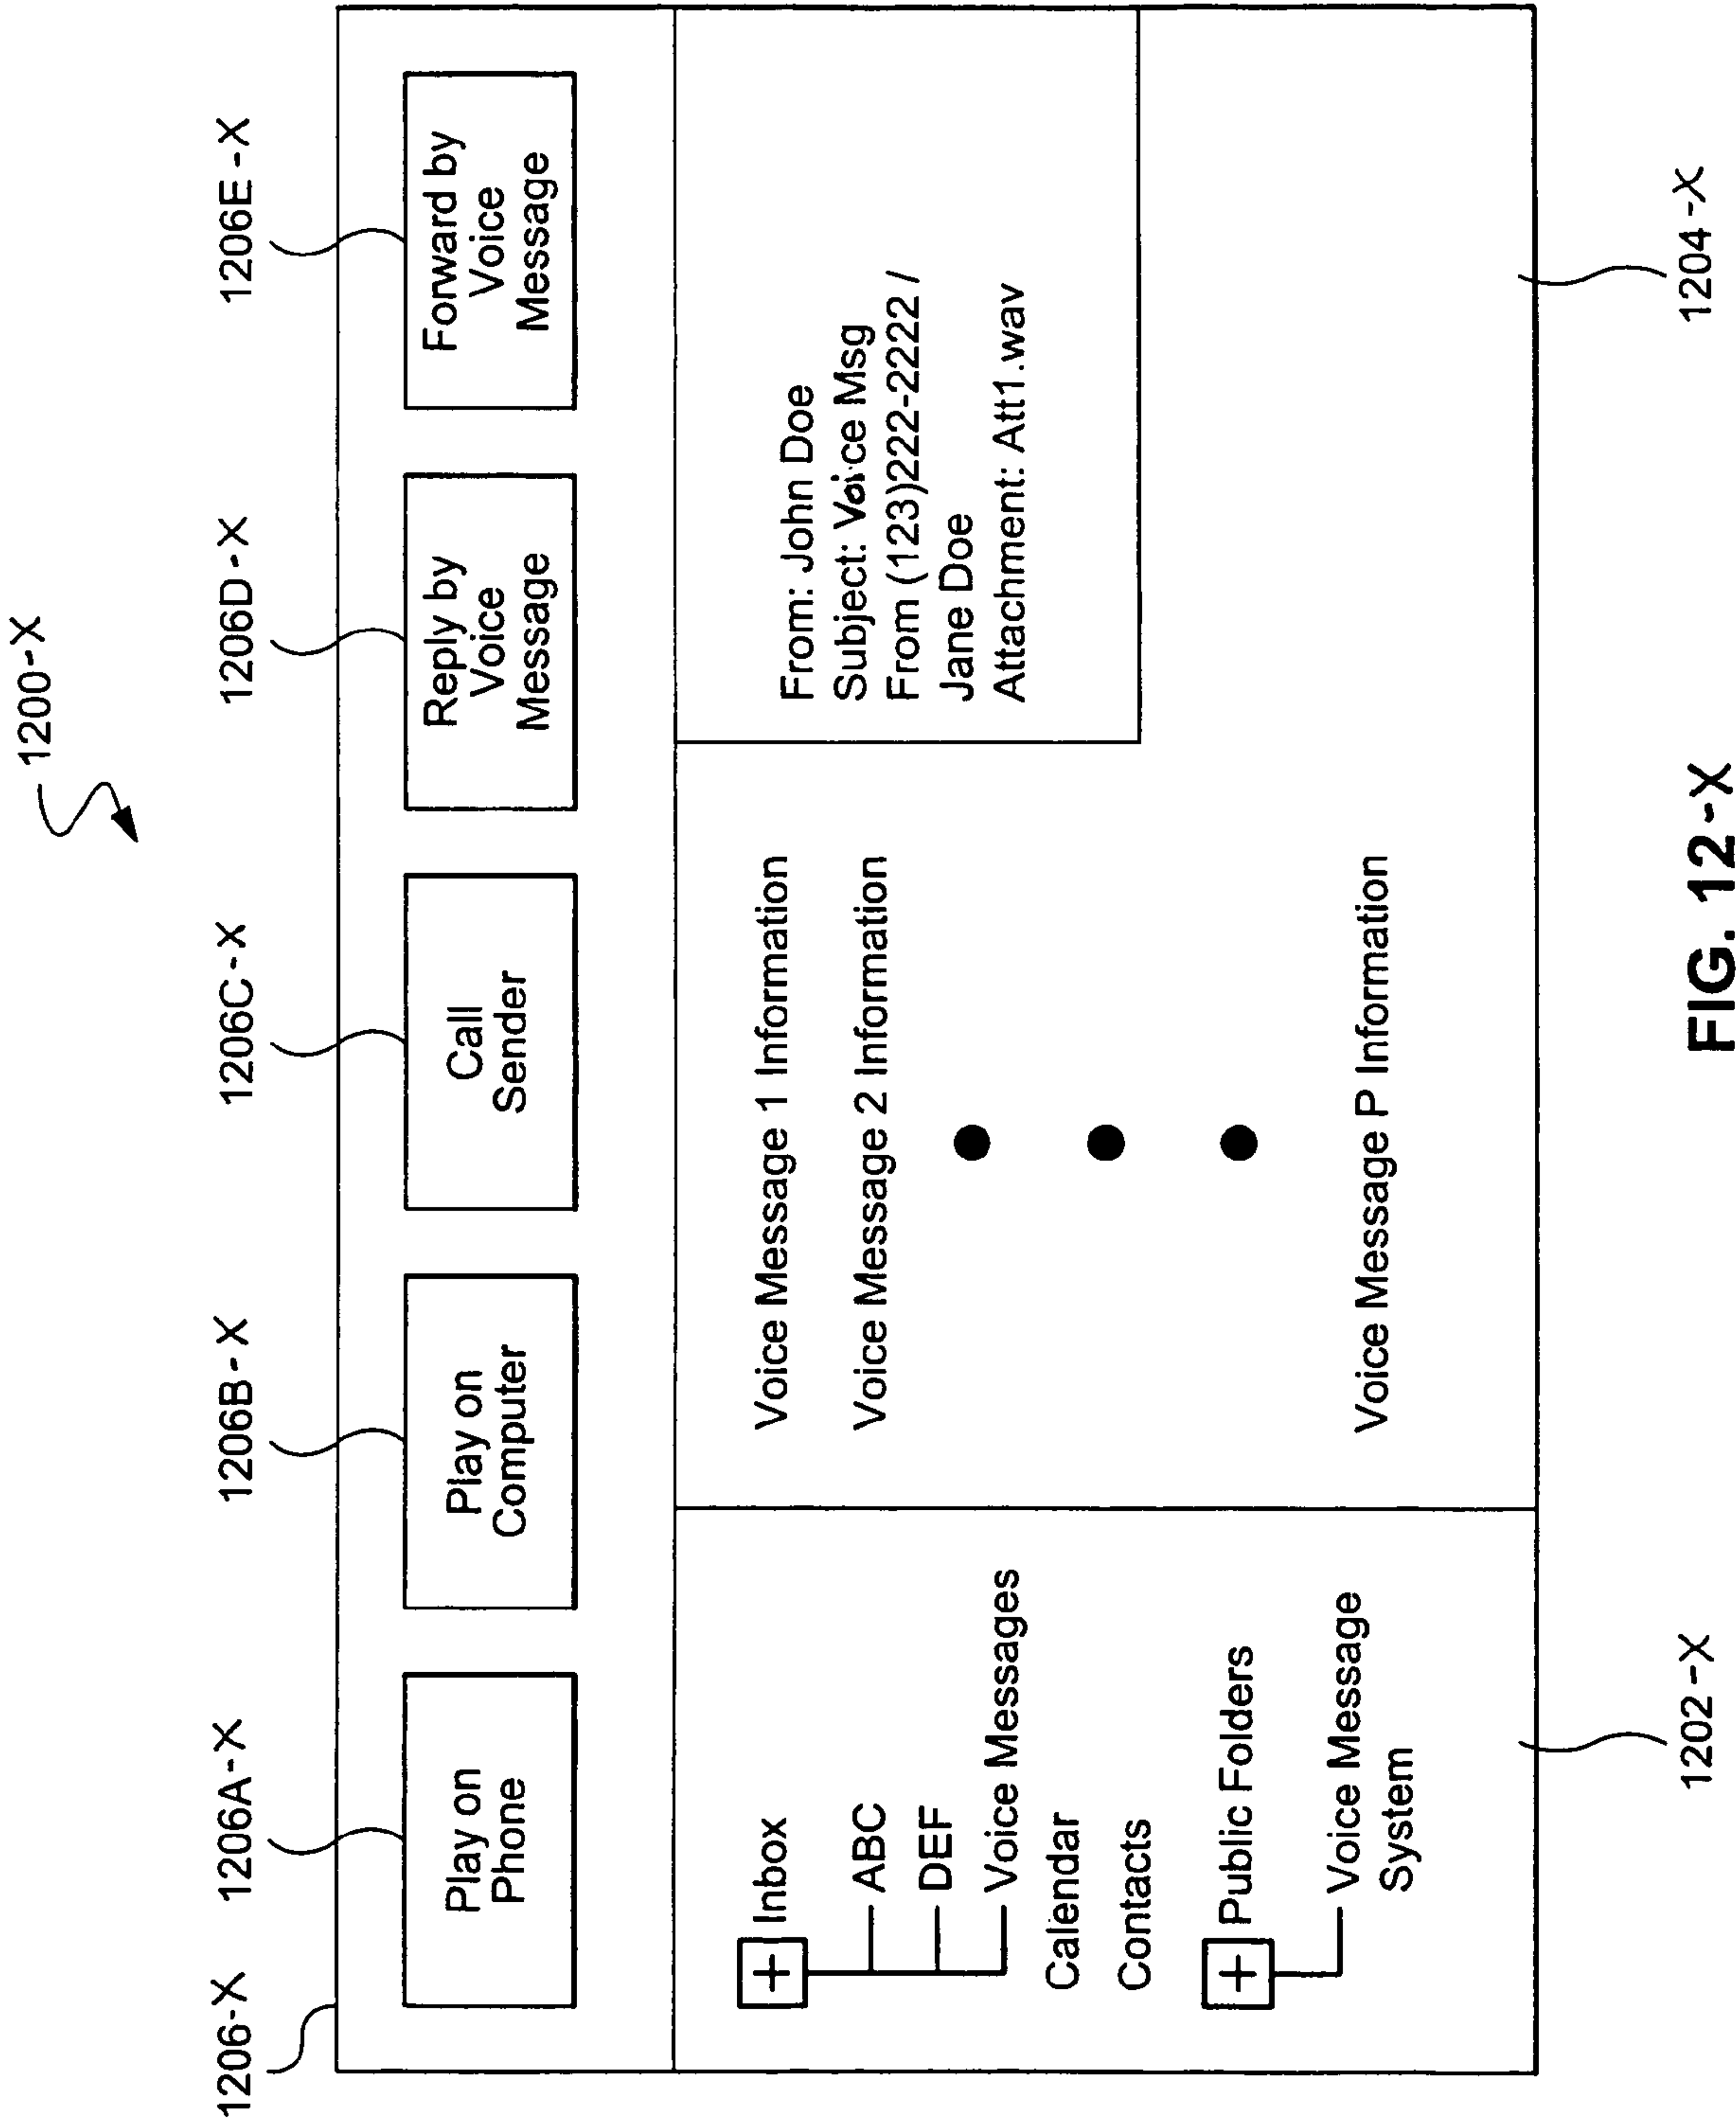 1200-X
1206-X
1206A-X
1206B-X
1206C-X
1206D-X
1206E-X
Play on
Phone
Play on
Computer
Call
Sender
Reply by
Voice
Message
Forward by
Voice
Message
+ Inbox
ABC
DEF
Voice Messages
Calendar
Contacts
+ Public Folders
Voice Message
System
Voice Message 1 Information
Voice Message 2 Information
Voice Message P Information
From: John Doe
Subject: Voice Msg
From (123)222-2222 /
Jane Doe
Attachment: Att1.wav
1202-X
1204-X
FIG. 12-X